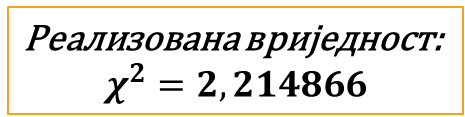 Реализована вриједност:
χ² = 2,214866